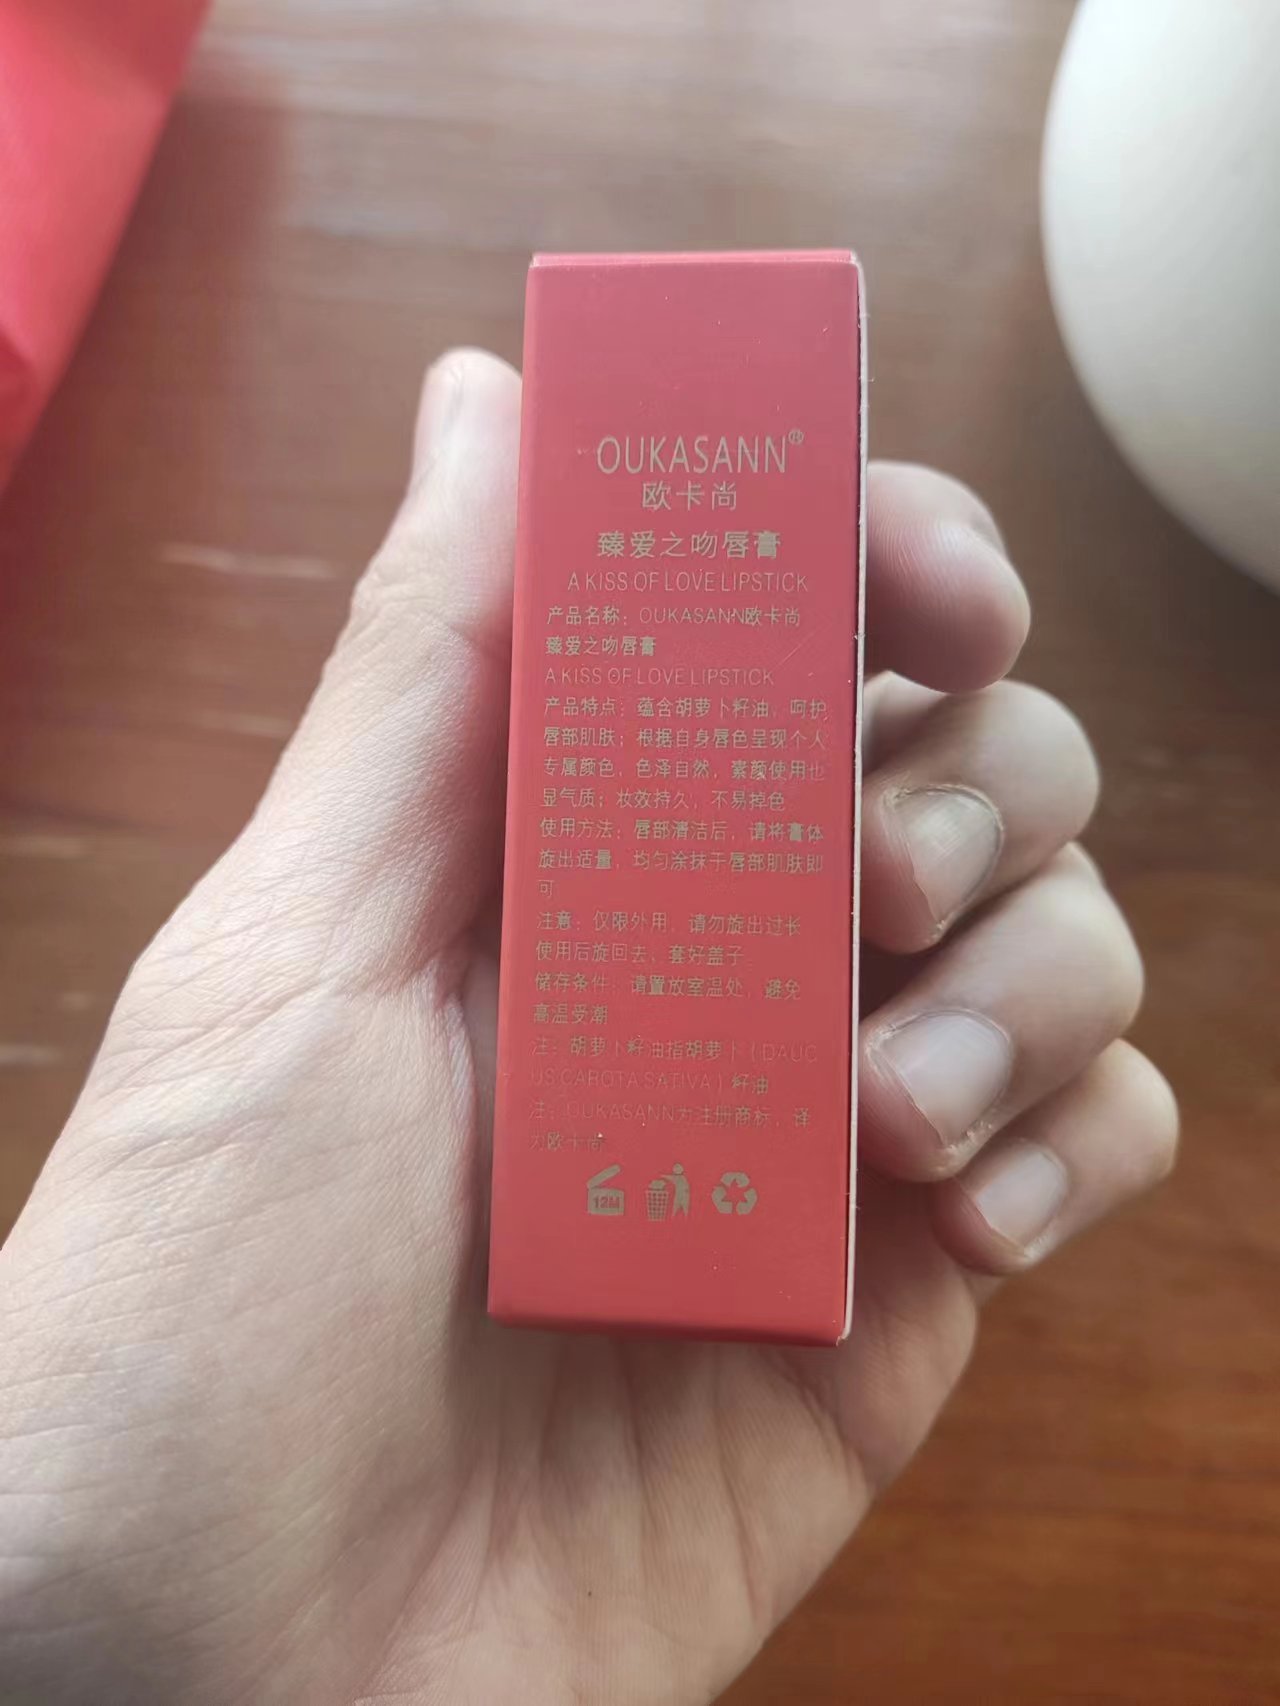 OUKASANN®
欧卡尚
臻爱之吻唇膏
A KISS OF LOVE LIPSTICK
产品名称：OUKASANN欧卡尚
臻爱之吻唇膏
A KISS OF LOVE LIPSTICK
产品特点：蕴含胡萝卜籽油，呵护
唇部肌肤；根据自身唇色呈现个人
专属颜色，色泽自然，素颜使用也
显气质；妆效持久，不易掉色
使用方法：唇部清洁后，请将膏体
旋出适量，均匀涂抹于唇部肌肤即
可
注意：仅限外用，请勿旋出过长
使用后旋回去，套好盖子
储存条件：请置放室温处，避免
高温受潮
注：胡萝卜籽油指胡萝卜（DAUC
US CAROTA SATIVA）籽油
注：OUKASANN为注册商标，译
为欧卡尚
12M